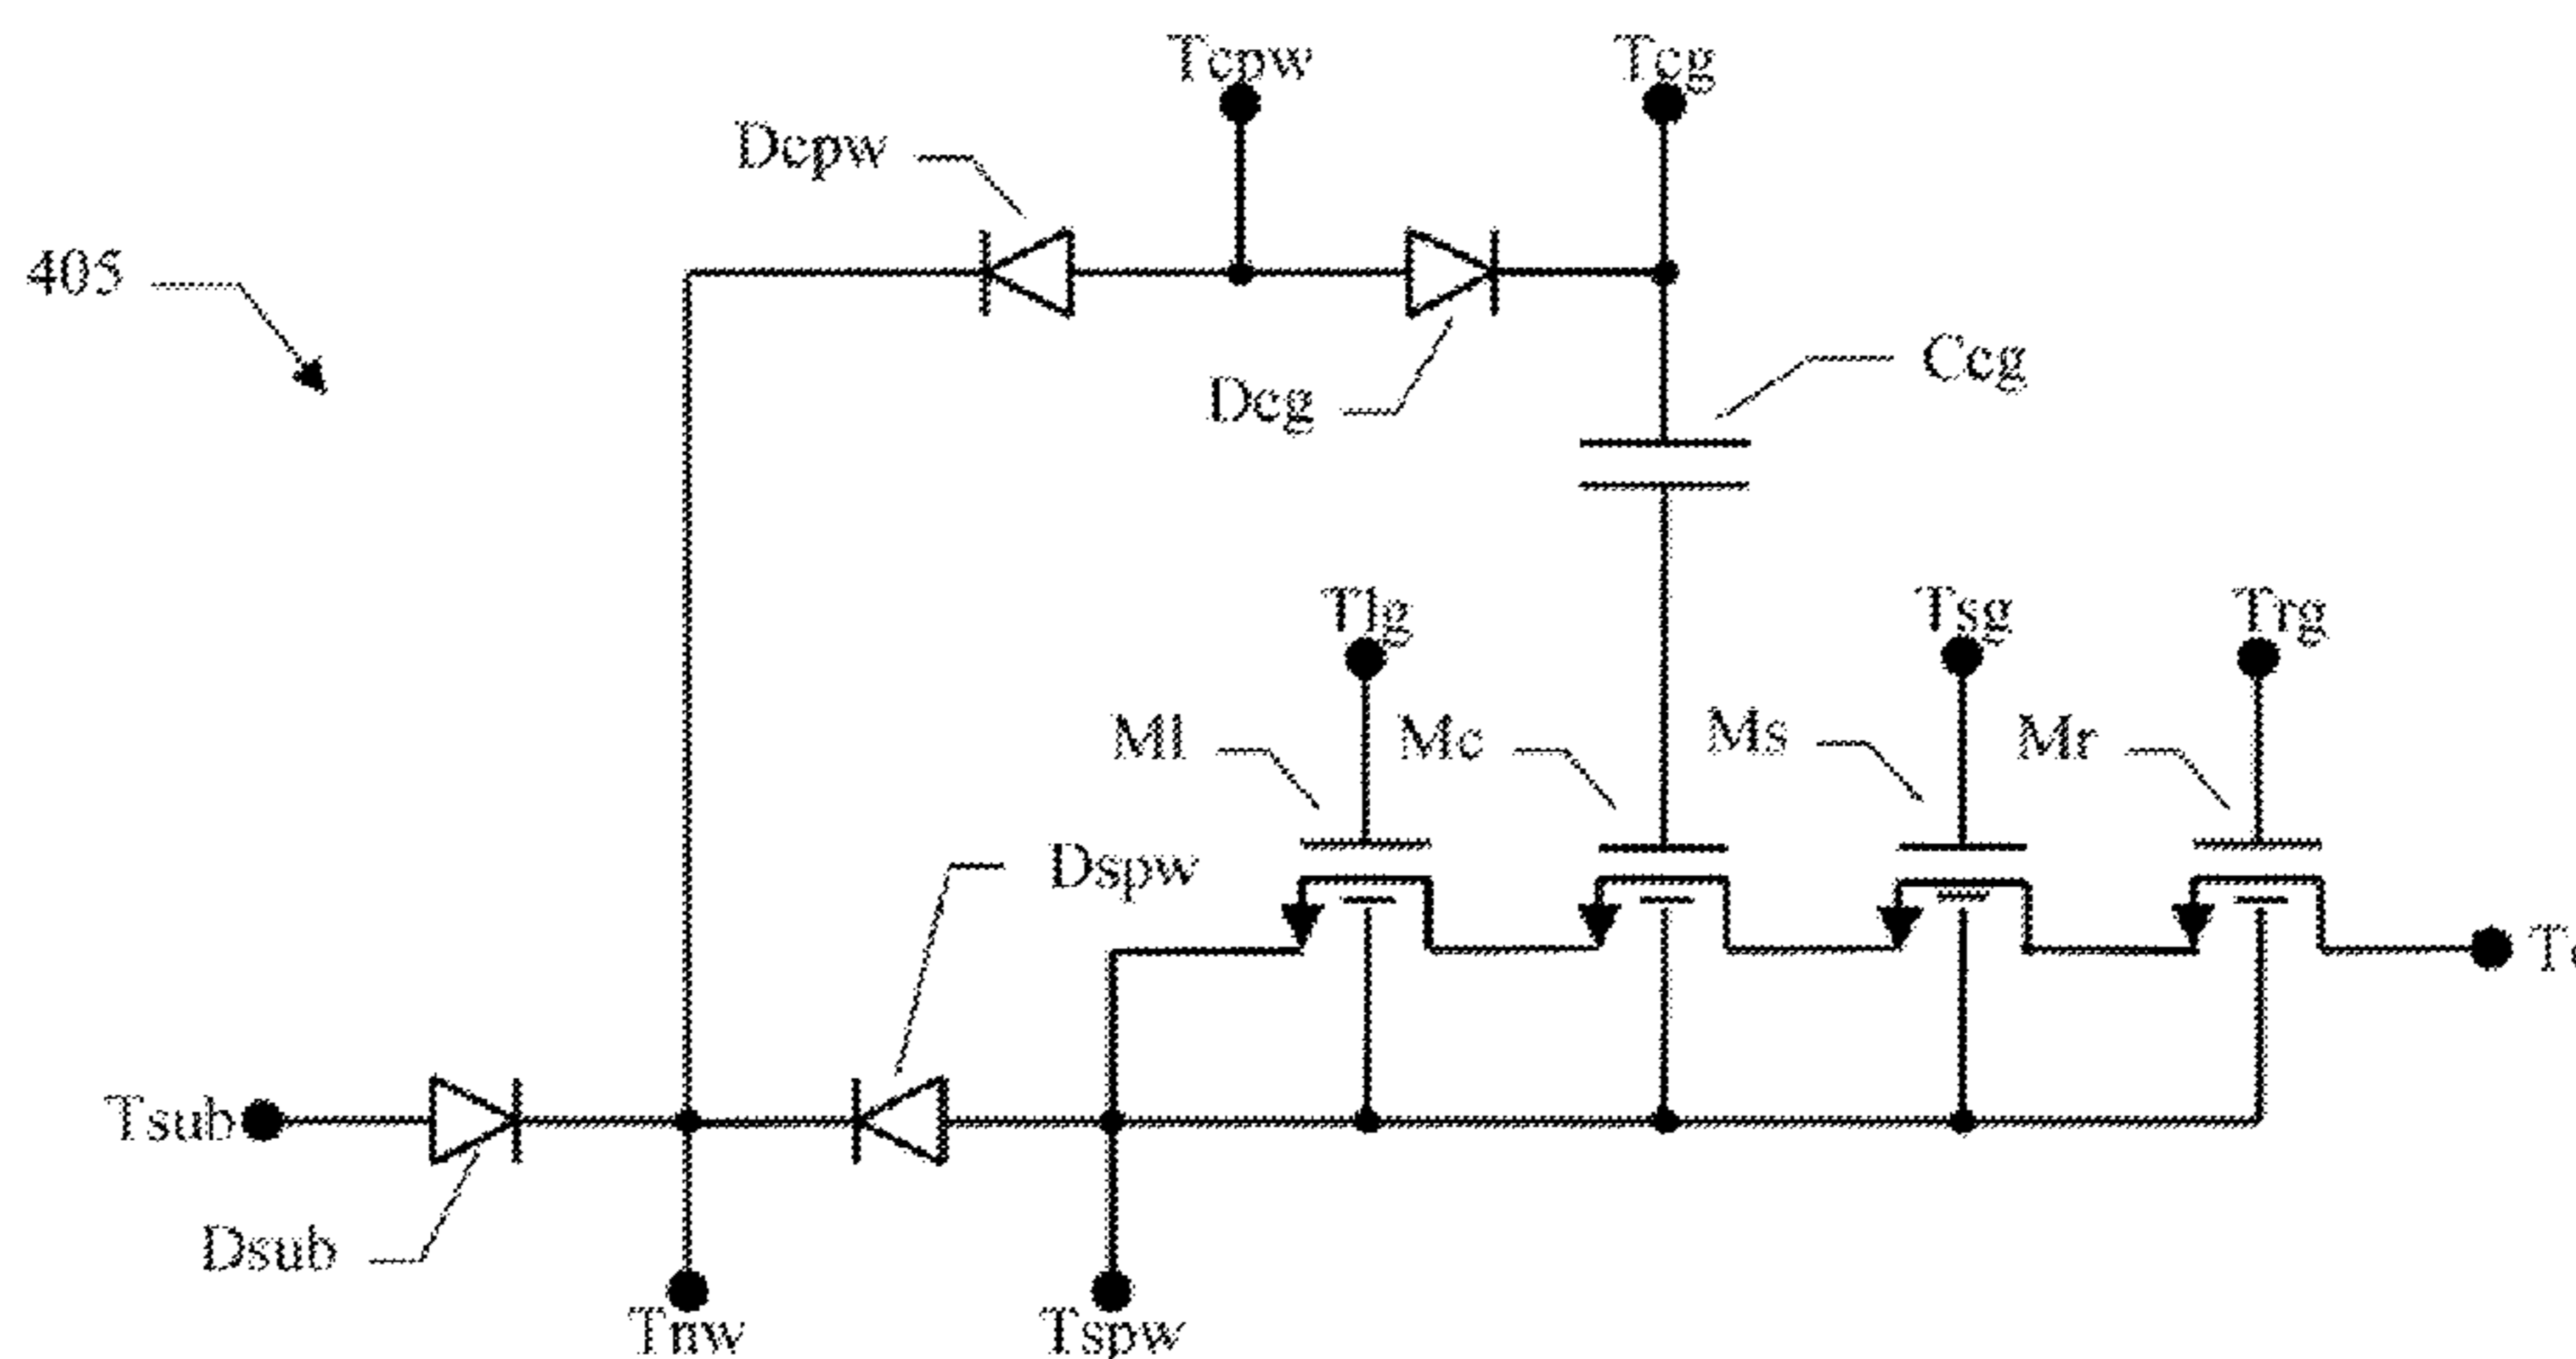 Tcpw
Tcg
Dcpw
405
Ccg
Dcg
Tlg
Tsg
Trg
Ml
Mc
Ms
Mr
Dspw
Tsub
Dsub
Tnw
Tspw